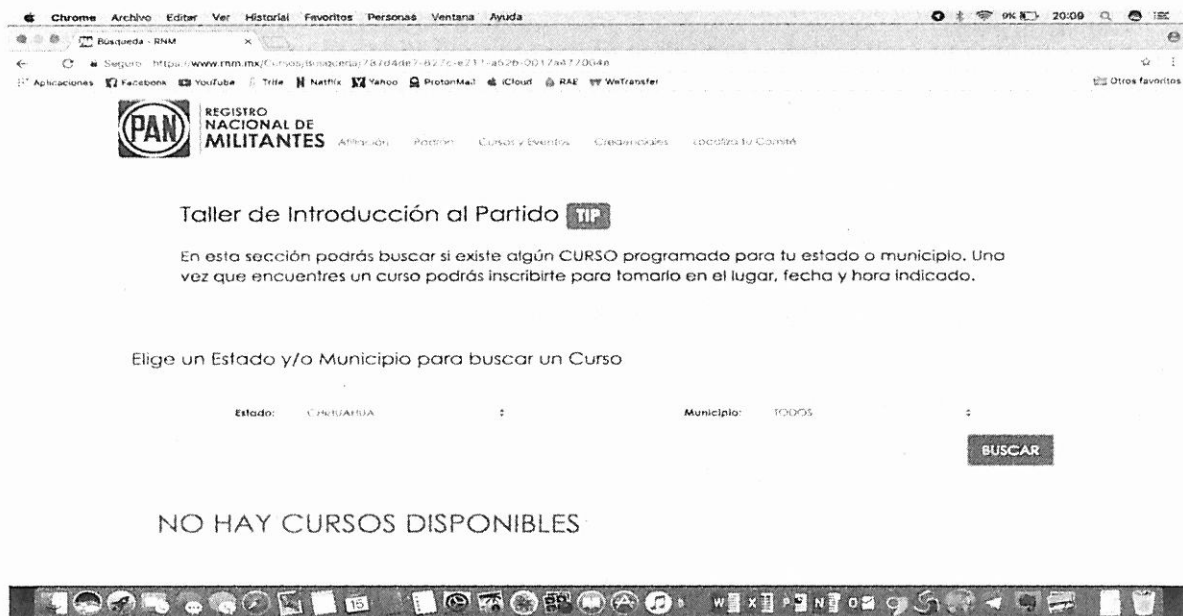 Chrome Archivo Editar Ver Historial Favoritos Personas Ventana Ayuda 9% 20:09
Búsqueda - RNM
Seguro https://www.rnm.mx/Cursos/Busqueda/
Aplicaciones Facebook YouTube Trife Netflix Yahoo ProtonMail iCloud RAE WeTransfer Otros favoritos
PAN
REGISTRO
NACIONAL DE
MILITANTES Afiliación Padrón Cursos y Eventos Credenciales Localiza tu Comité
Taller de Introducción al Partido TIP
En esta sección podrás buscar si existe algún CURSO programado para tu estado o municipio. Una
vez que encuentres un curso podrás inscribirte para tomarlo en el lugar, fecha y hora indicado.
Elige un Estado y/o Municipio para buscar un Curso
Estado: CHIHUAHUA Municipio: TODOS
BUSCAR
NO HAY CURSOS DISPONIBLES
15